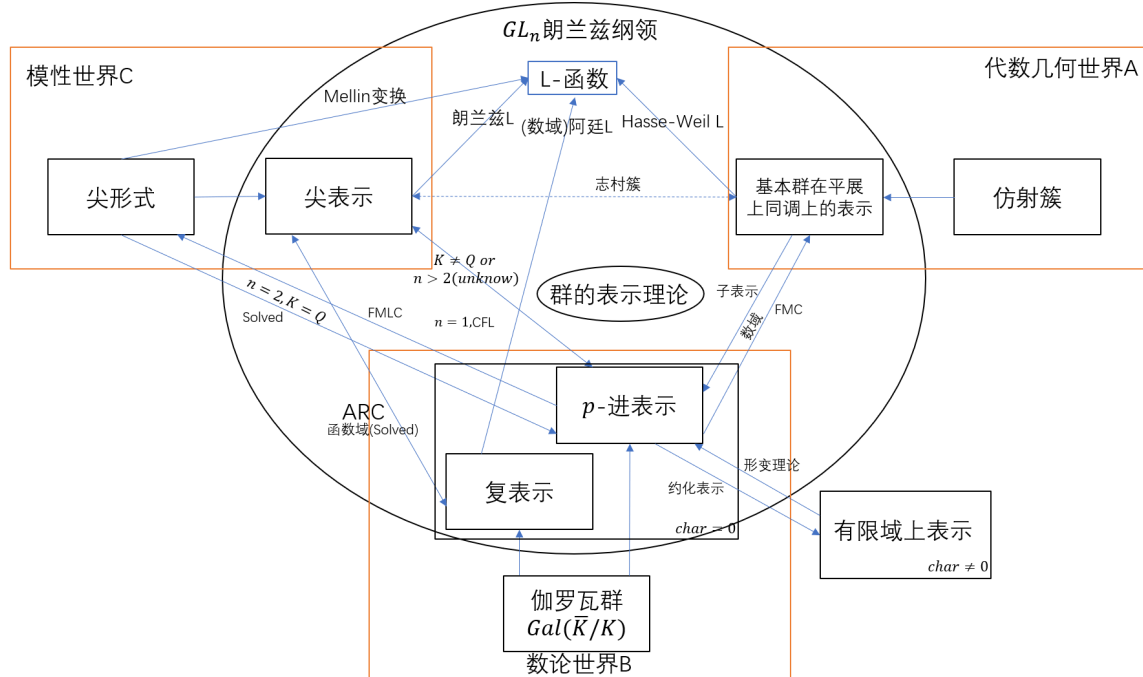 GLₙ朗兰兹纲领
模性世界C
代数几何世界A
L-函数
Mellin变换
朗兰兹L
(数域)阿廷L
Hasse-Weil L
尖形式
尖表示
志村簇
基本群在平展
上同调上的表示
仿射簇
K ≠ Q or
n > 2(unknow)
群的表示理论
n = 2, K = Q
Solved
FMLC
n = 1,CFL
子表示
数域
FMC
ARC
函数域(Solved)
p-进表示
复表示
char = 0
约化表示
形变理论
有限域上表示
char ≠ 0
伽罗瓦群
Gal(K̅/K)
数论世界B